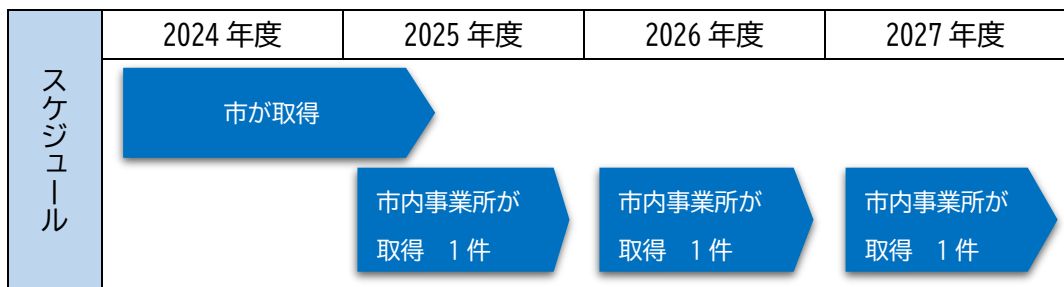 スケジュール
2024 年度
2025 年度
2026 年度
2027 年度
市が取得
市内事業所が
取得　1 件
市内事業所が
取得　1 件
市内事業所が
取得　1 件